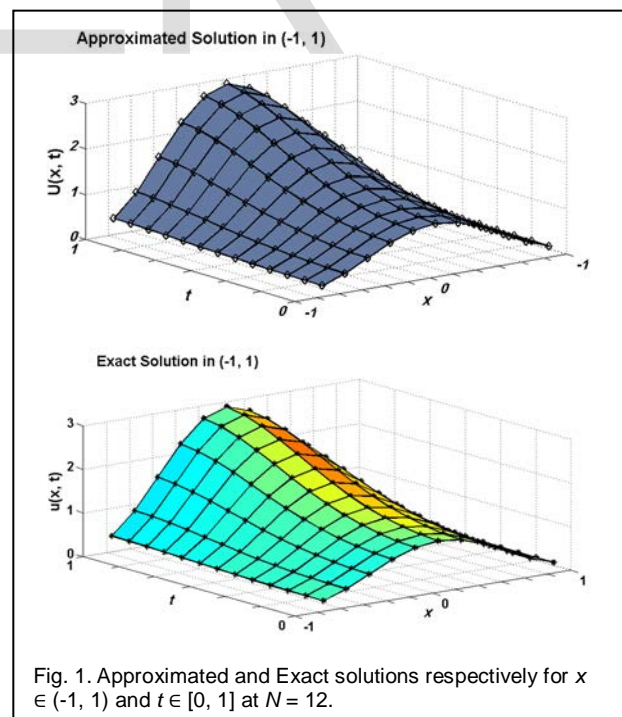 Approximated Solution in (-1, 1)
3
2
1
0
U(x, t)
1
t
0
-1
x
0
-1
Exact Solution in (-1, 1)
3
2
1
0
u(x, t)
1
t
0
-1
x
0
1
Fig. 1. Approximated and Exact solutions respectively for x
∈ (-1, 1) and t ∈ [0, 1] at N = 12.